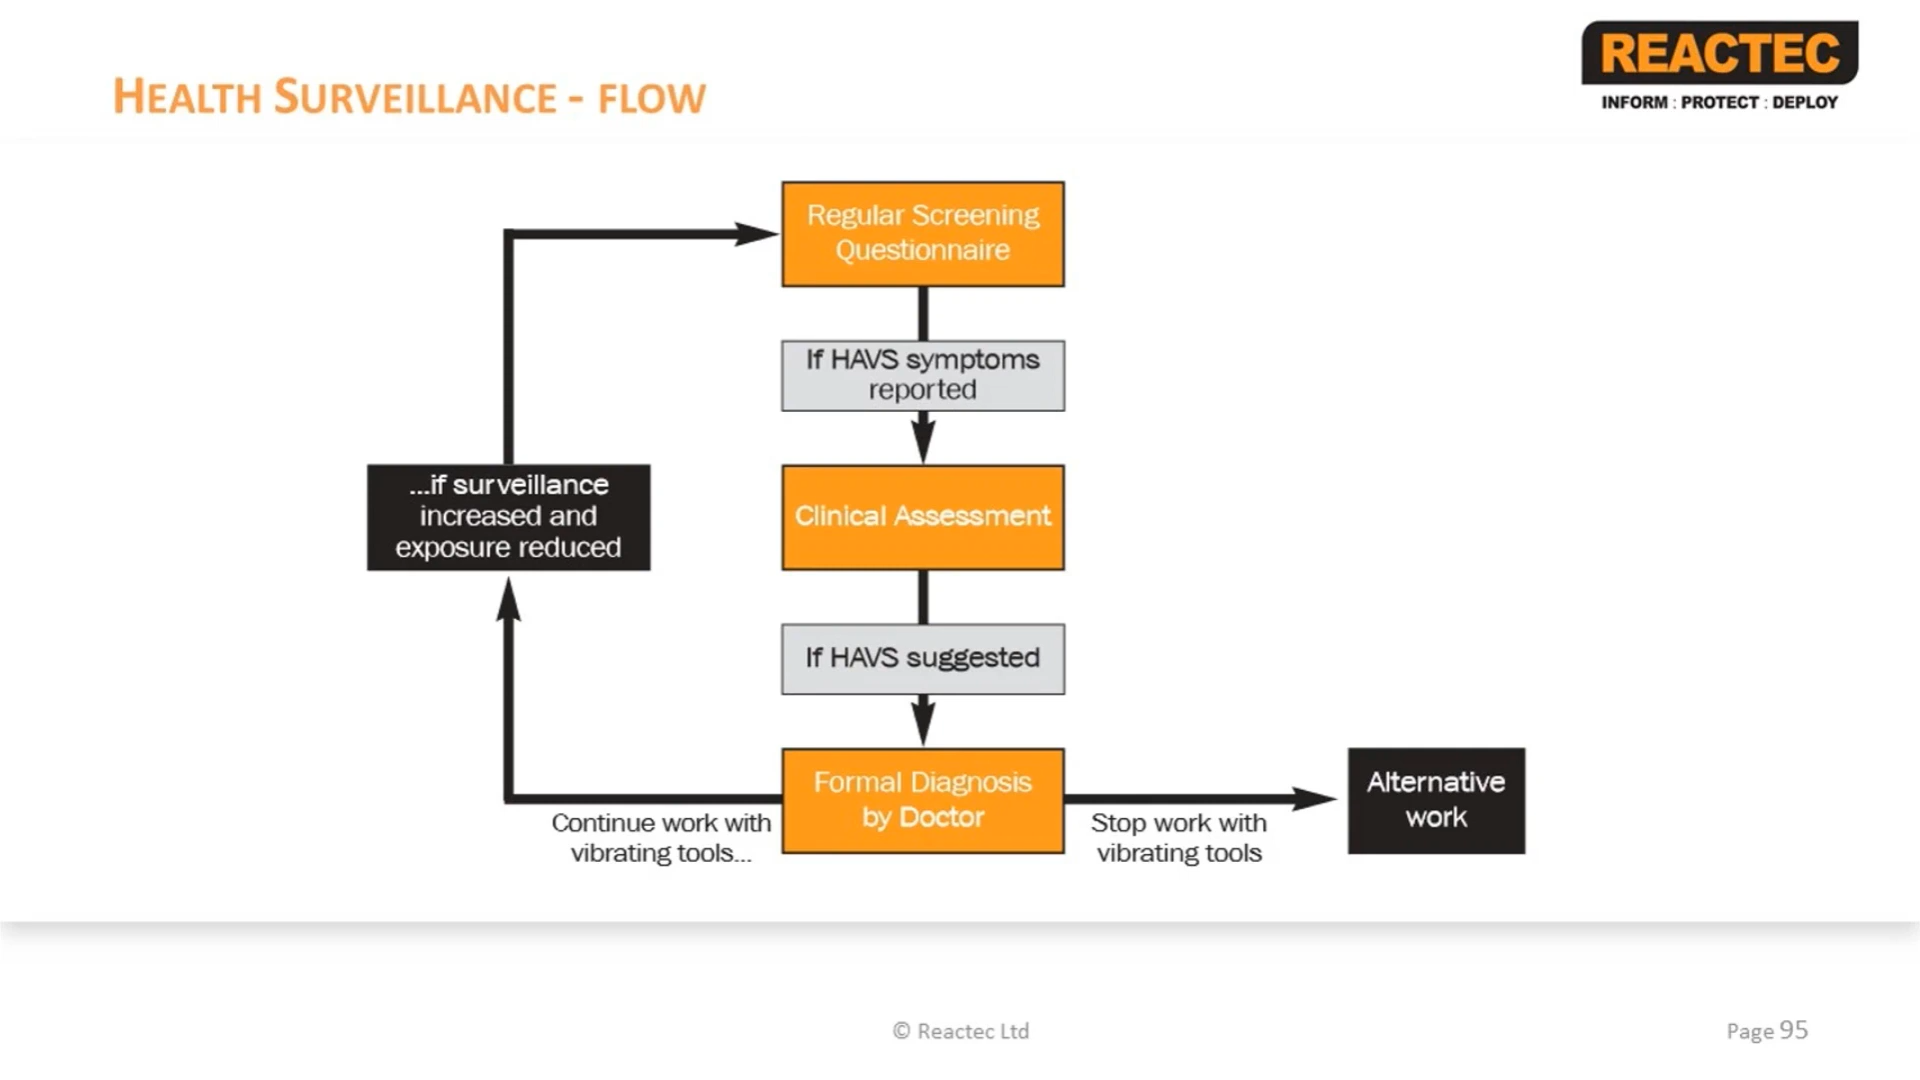 HEALTH SURVEILLANCE - FLOW
REACTEC
INFORM : PROTECT : DEPLOY
Regular Screening
Questionnaire
If HAVS symptoms
reported
...if surveillance
increased and
exposure reduced
Clinical Assessment
If HAVS suggested
Formal Diagnosis
by Doctor
Continue work with
vibrating tools...
Stop work with
vibrating tools
Alternative
work
© Reactec Ltd
Page 95